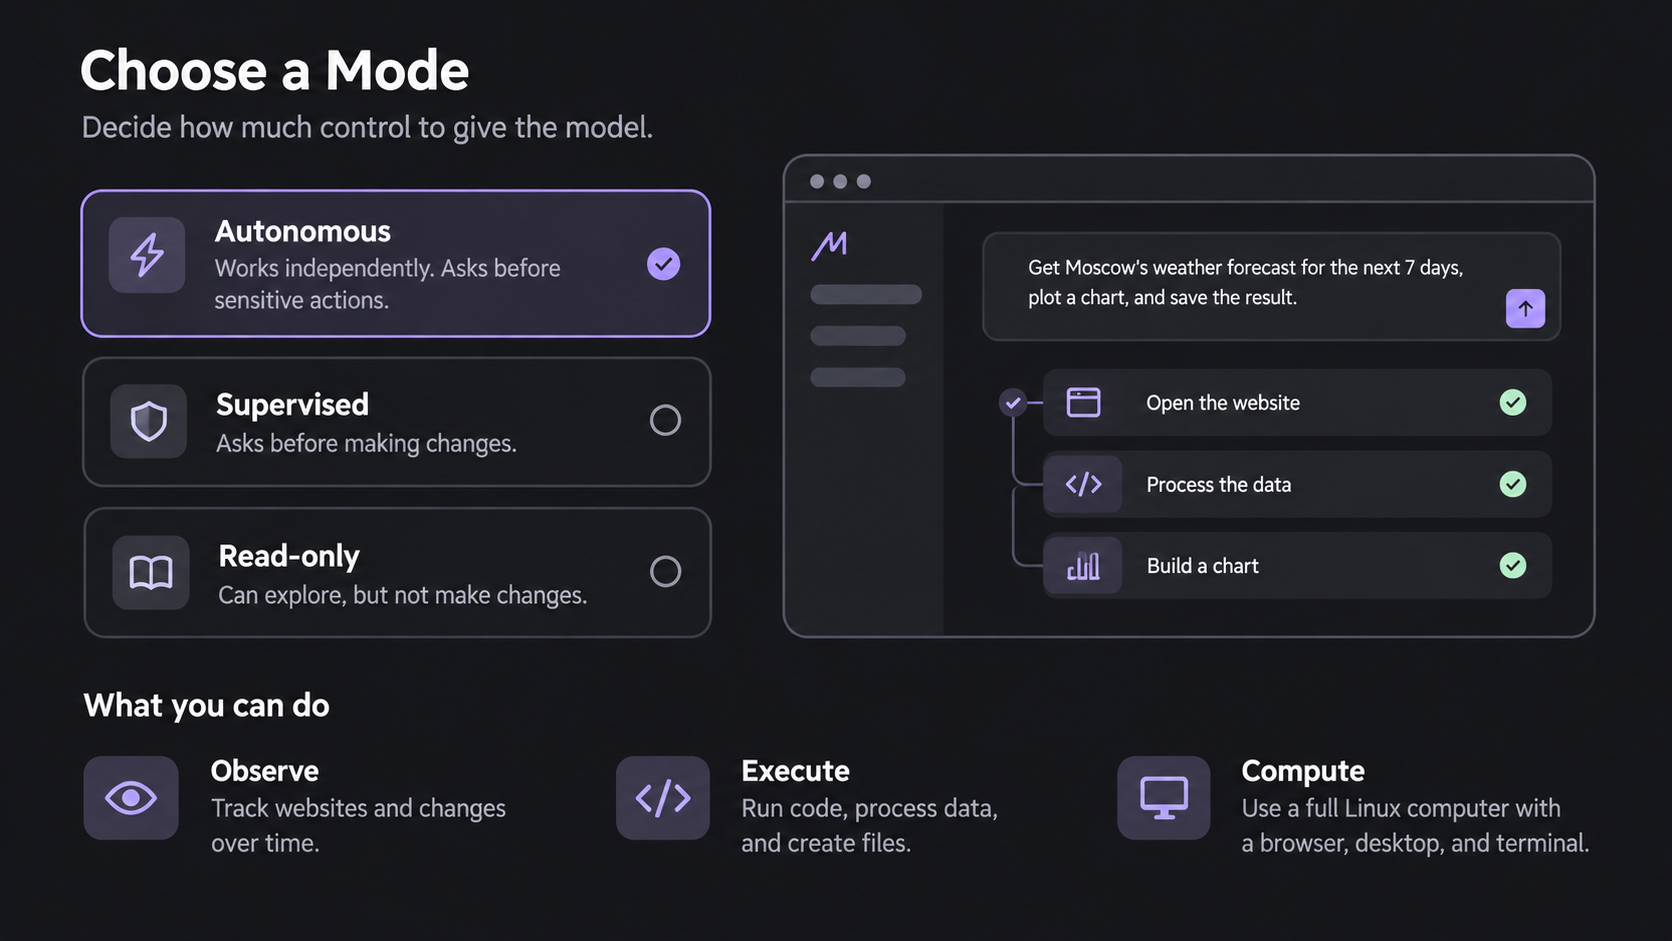 Choose a Mode
Decide how much control to give the model.
Autonomous
Works independently. Asks before
sensitive actions.
Supervised
Asks before making changes.
Read-only
Can explore, but not make changes.
Get Moscow's weather forecast for the next 7 days,
plot a chart, and save the result.
Open the website
Process the data
Build a chart
What you can do
Observe
Track websites and changes
over time.
Execute
Run code, process data,
and create files.
Compute
Use a full Linux computer with
a browser, desktop, and terminal.